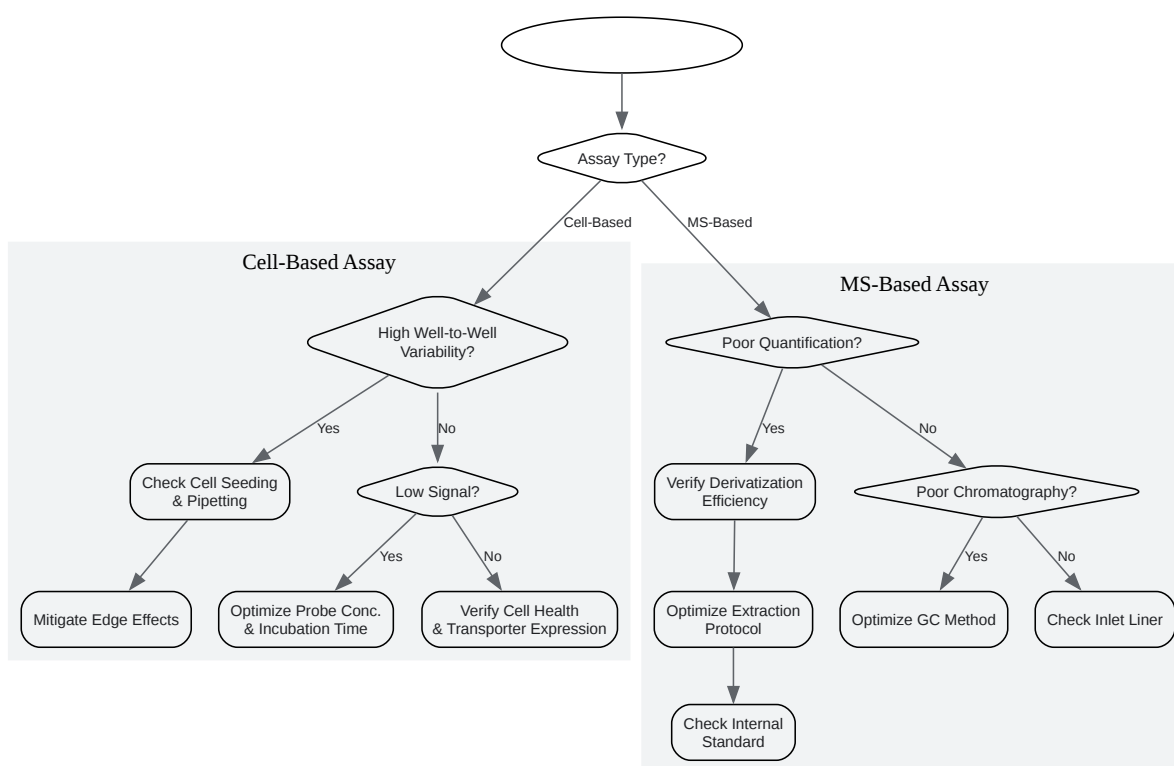 Assay Type?
Cell-Based
MS-Based
Cell-Based Assay
High Well-to-Well
Variability?
Yes
No
Check Cell Seeding
& Pipetting
Low Signal?
Yes
No
Mitigate Edge Effects
Optimize Probe Conc.
& Incubation Time
Verify Cell Health
& Transporter Expression
MS-Based Assay
Poor Quantification?
Yes
No
Verify Derivatization
Efficiency
Poor Chromatography?
Yes
No
Optimize Extraction
Protocol
Optimize GC Method
Check Inlet Liner
Check Internal
Standard